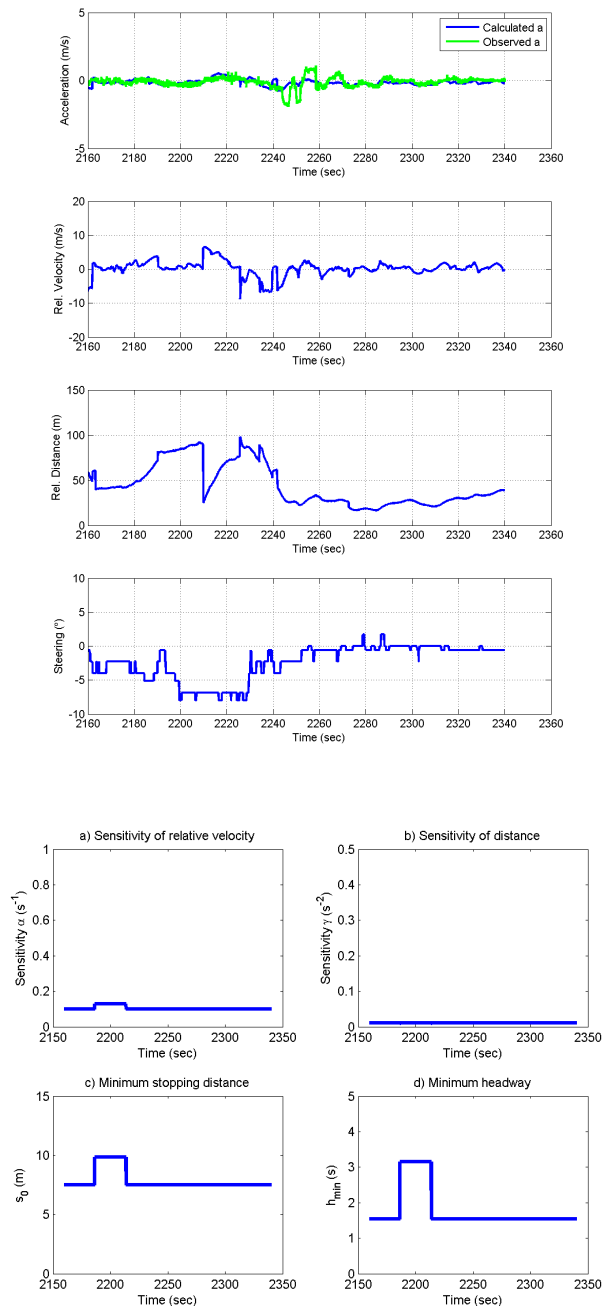 5
0
-5
Acceleration (m/s)
Calculated a
Observed a
2160 2180 2200 2220 2240 2260 2280 2300 2320 2340 2360
Time (sec)
20
10
0
-10
-20
Rel. Velocity (m/s)
2160 2180 2200 2220 2240 2260 2280 2300 2320 2340 2360
Time (sec)
150
100
50
0
Rel. Distance (m)
2160 2180 2200 2220 2240 2260 2280 2300 2320 2340 2360
Time (sec)
10
5
0
-5
-10
Steering (°)
2160 2180 2200 2220 2240 2260 2280 2300 2320 2340 2360
Time (sec)
a) Sensitivity of relative velocity
1
0.8
0.6
0.4
0.2
0
Sensitivity α (s⁻¹)
2150 2200 2250 2300 2350
Time (sec)
b) Sensitivity of distance
0.5
0.4
0.3
0.2
0.1
0
Sensitivity γ (s⁻²)
2150 2200 2250 2300 2350
Time (sec)
c) Minimum stopping distance
15
10
5
0
s₀ (m)
2150 2200 2250 2300 2350
Time (sec)
d) Minimum headway
5
4
3
2
1
0
h_min (s)
2150 2200 2250 2300 2350
Time (sec)